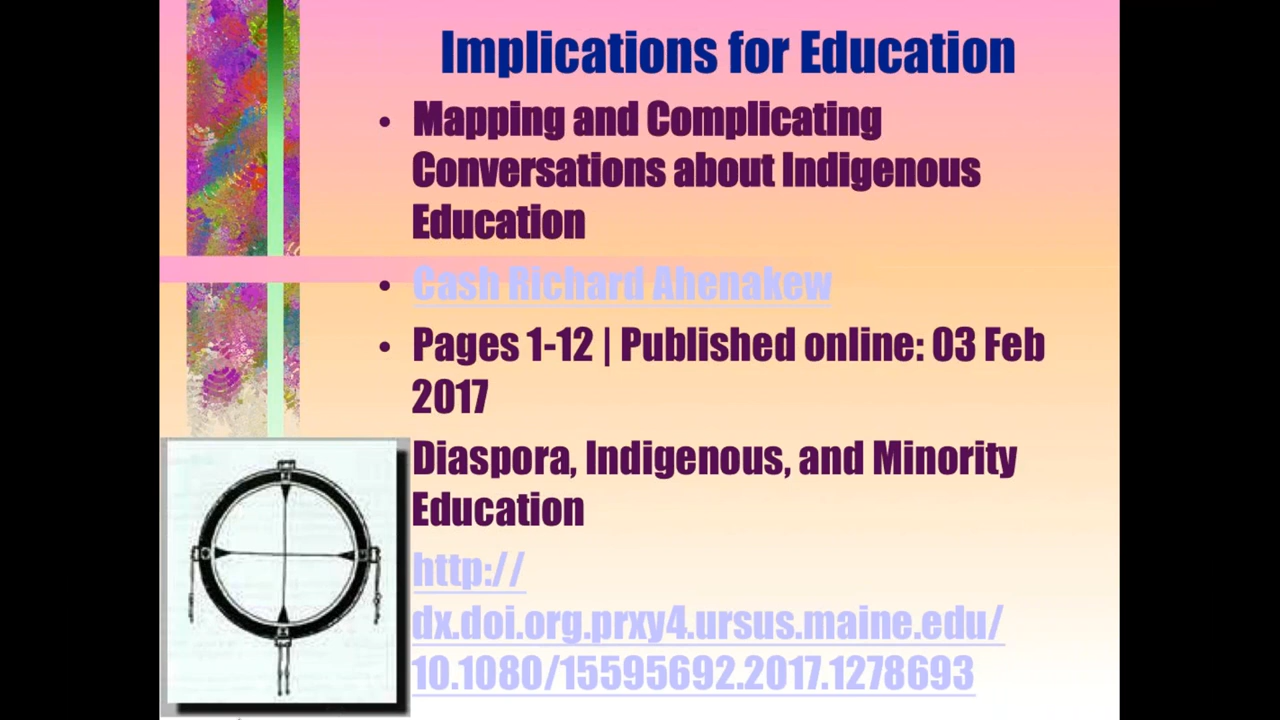 Implications for Education
• Mapping and Complicating
Conversations about Indigenous
Education
• Cash Richard Ahenakew
• Pages 1-12 | Published online: 03 Feb
2017
Diaspora, Indigenous, and Minority
Education
http://
dx.doi.org.prxy4.ursus.maine.edu/
10.1080/15595692.2017.1278693